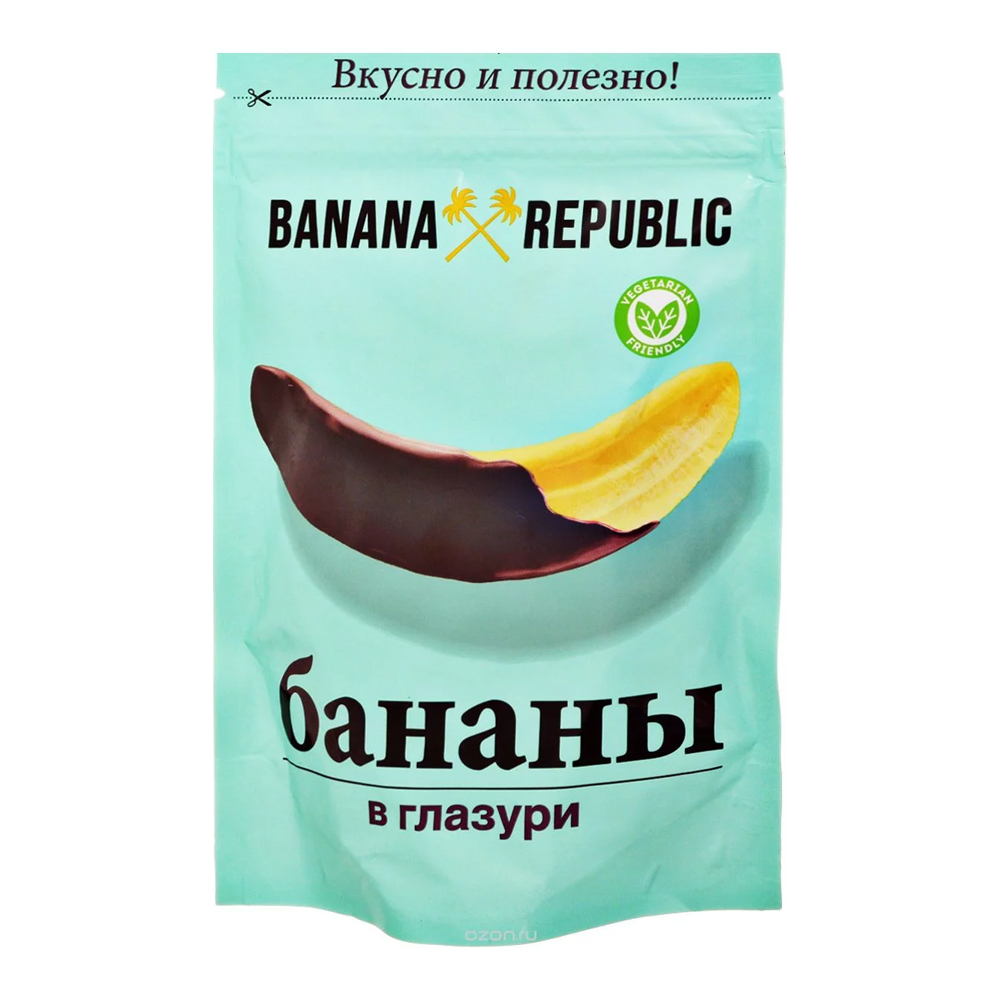 Вкусно и полезно!
BANANA REPUBLIC
VEGETARIAN
FRIENDLY
бананы
в глазури
ozon.ru